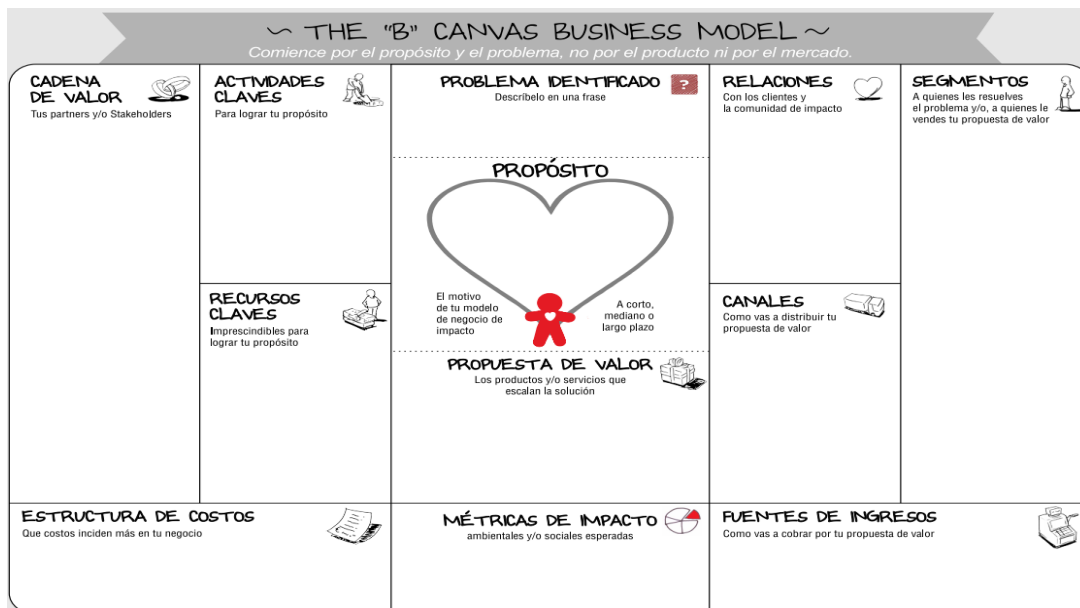 ~ THE "B" CANVAS BUSINESS MODEL ~
Comience por el propósito y el problema, no por el producto ni por el mercado.
CADENA
DE VALOR
Tus partners y/o Stakeholders
ACTIVIDADES
CLAVES
Para lograr tu propósito
RECURSOS
CLAVES
Imprescindibles para
lograr tu propósito
PROBLEMA IDENTIFICADO
?
Descríbelo en una frase
PROPÓSITO
El motivo
de tu modelo
de negocio de
impacto
A corto,
mediano o
largo plazo
PROPUESTA DE VALOR
Los productos y/o servicios que
escalan la solución
RELACIONES
Con los clientes y
la comunidad de impacto
CANALES
Como vas a distribuir tu
propuesta de valor
SEGMENTOS
A quienes les resuelves
el problema y/o, a quienes le
vendes tu propuesta de valor
ESTRUCTURA DE COSTOS
Que costos inciden más en tu negocio
MÉTRICAS DE IMPACTO
ambientales y/o sociales esperadas
FUENTES DE INGRESOS
Como vas a cobrar por tu propuesta de valor